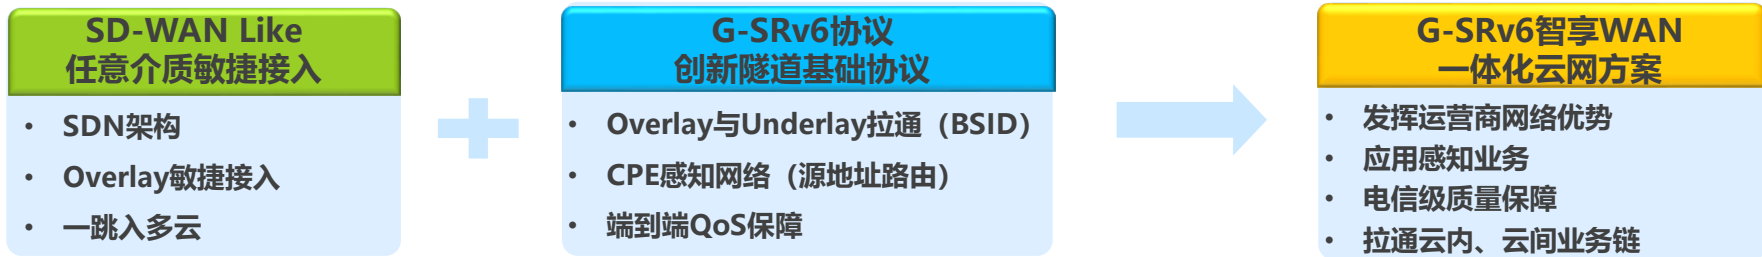 SD-WAN Like
任意介质敏捷接入
• SDN架构
• Overlay敏捷接入
• 一跳入多云
G-SRv6协议
创新隧道基础协议
• Overlay与Underlay拉通（BSID）
• CPE感知网络（源地址路由）
• 端到端QoS保障
G-SRv6智享WAN
一体化云网方案
• 发挥运营商网络优势
• 应用感知业务
• 电信级质量保障
• 拉通云内、云间业务链